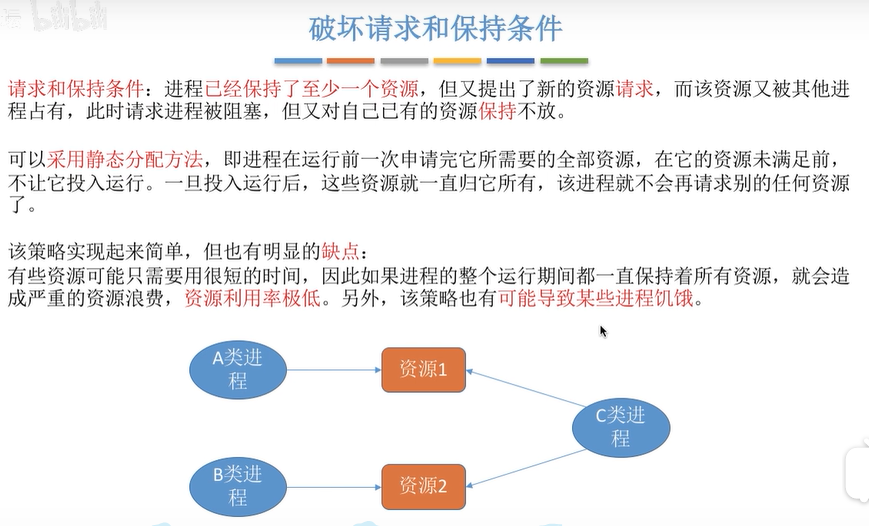 破坏请求和保持条件
请求和保持条件：进程已经保持了至少一个资源，但又提出了新的资源请求，而该资源又被其他进
程占有，此时请求进程被阻塞，但又对自己已有的资源保持不放。
可以采用静态分配方法，即进程在运行前一次申请完它所需要的全部资源，在它的资源未满足前，
不让它投入运行。一旦投入运行后，这些资源就一直归它所有，该进程就不会再请求别的任何资源
了。
该策略实现起来简单，但也有明显的缺点：
有些资源可能只需要用很短的时间，因此如果进程的整个运行期间都一直保持着所有资源，就会造
成严重的资源浪费，资源利用率极低。另外，该策略也有可能导致某些进程饥饿。
A类进
程
资源1
C类进
程
B类进
程
资源2